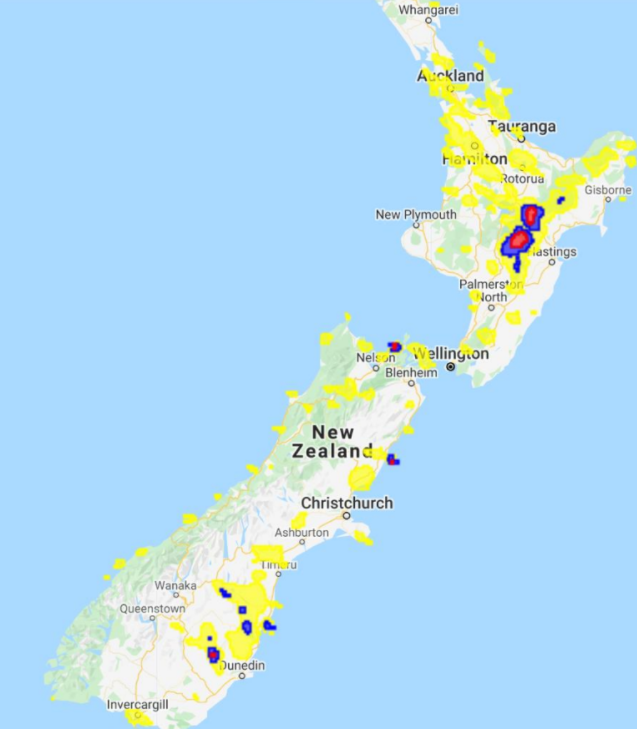 Whangarei
Auckland
Tauranga
Hamilton
Rotorua
Gisborne
New Plymouth
Hastings
Palmerston
North
Nelson
Wellington
Blenheim
New
Zealand
Christchurch
Ashburton
Timaru
Wanaka
Queenstown
Dunedin
Invercargill